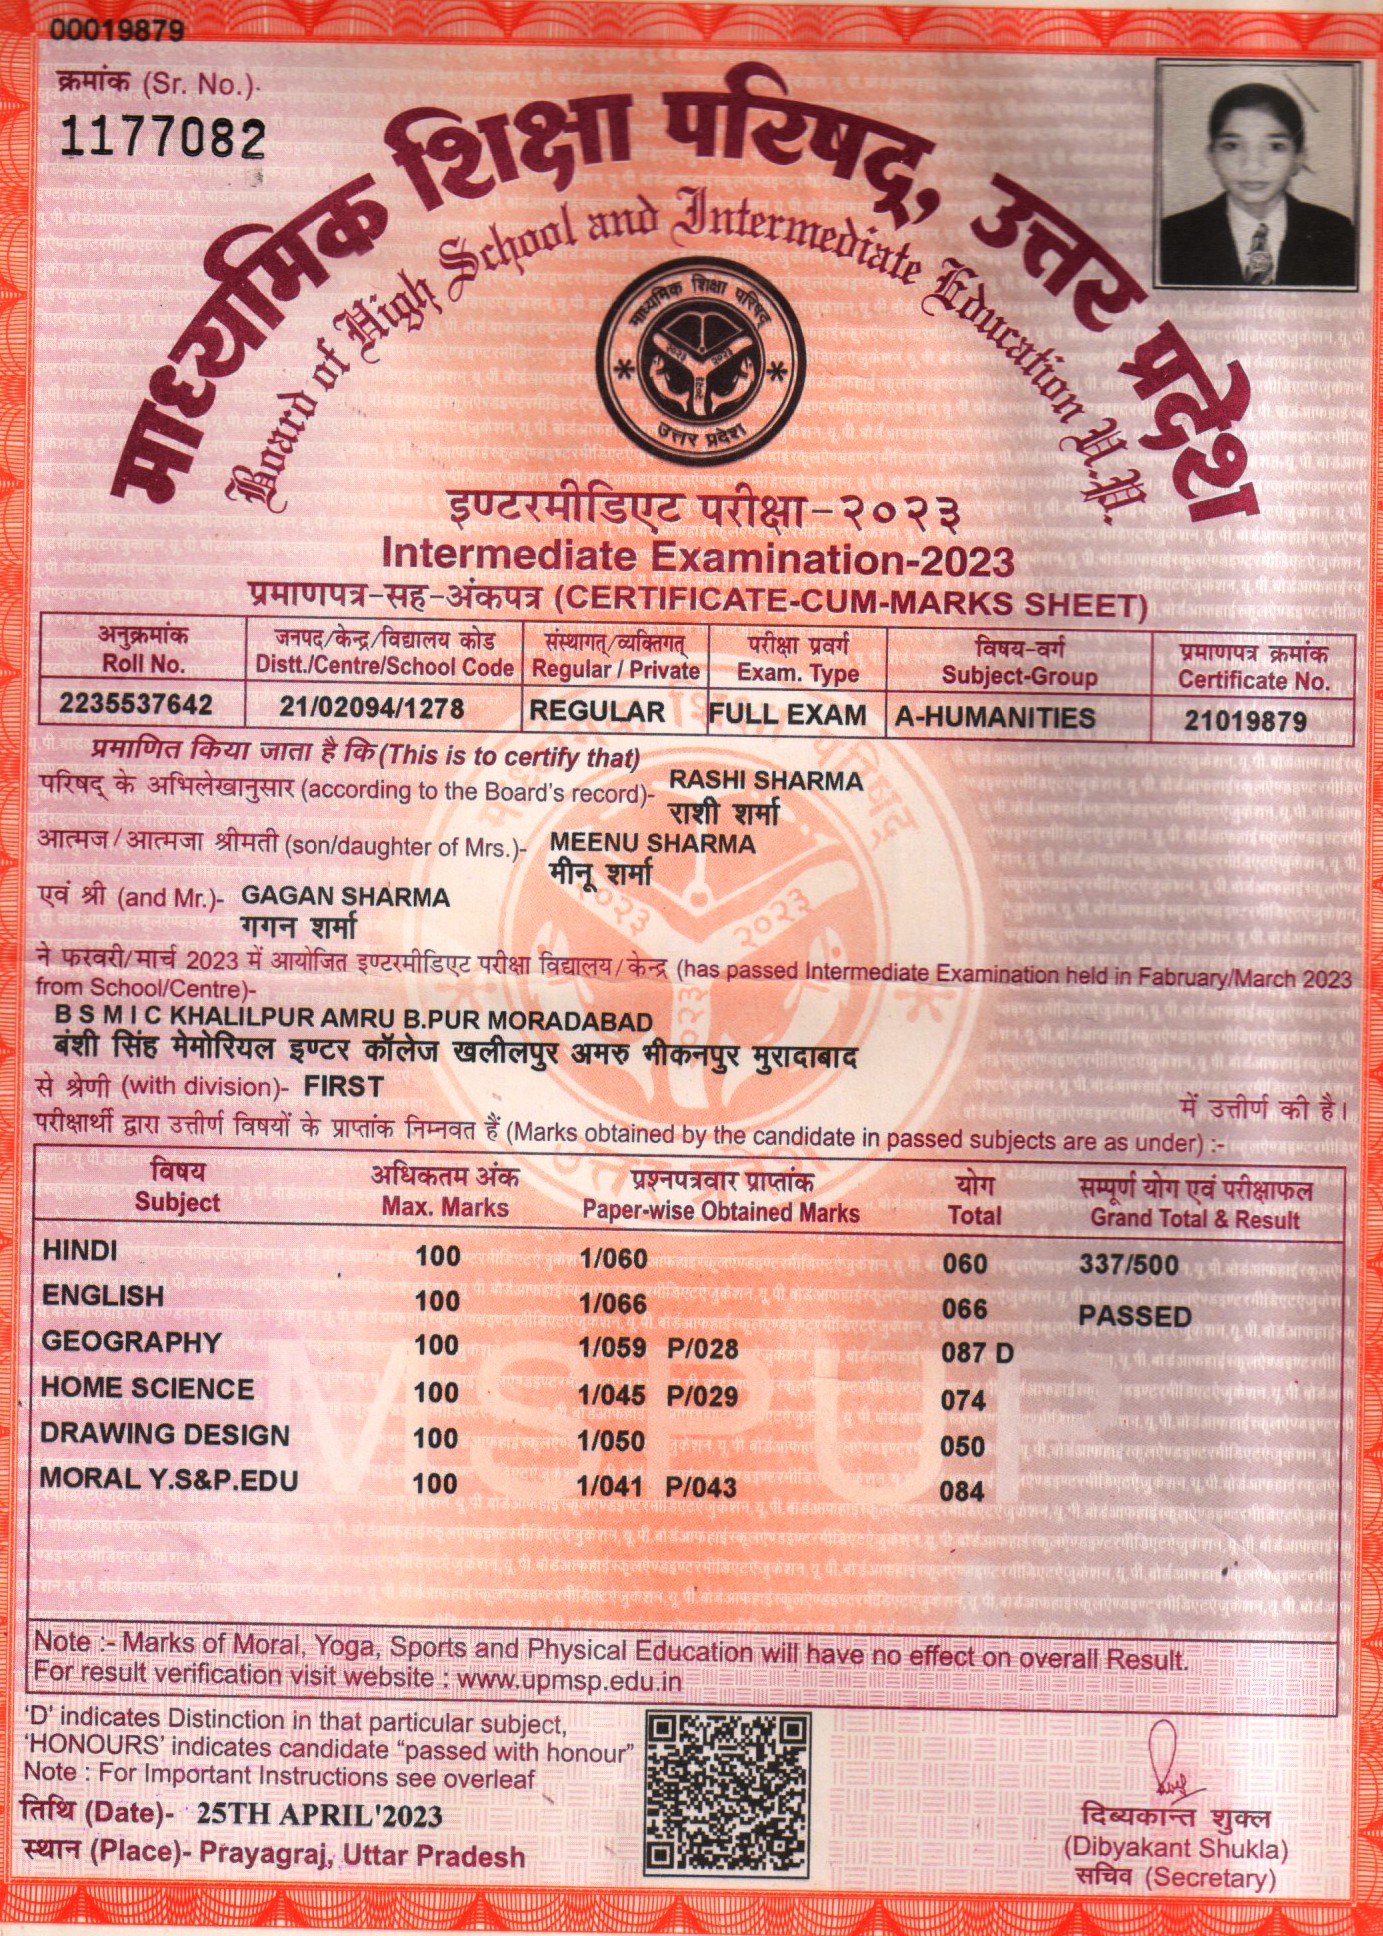 00019879
क्रमांक (Sr. No.)
1177082
माध्यमिक शिक्षा परिषद्, उत्तर प्रदेश
Board of High School and Intermediate Education U.P.
माध्यमिक शिक्षा परिषद्
२०२३ २०२३
२०२३
उत्तर प्रदेश
इण्टरमीडिएट परीक्षा-२०२३
Intermediate Examination-2023
प्रमाणपत्र-सह-अंकपत्र (CERTIFICATE-CUM-MARKS SHEET)
अनुक्रमांक जनपद/केन्द्र/विद्यालय कोड संस्थागत्/व्यक्तिगत् परीक्षा प्रवर्ग विषय-वर्ग प्रमाणपत्र क्रमांक
Roll No. Distt./Centre/School Code Regular / Private Exam. Type Subject-Group Certificate No.
2235537642 21/02094/1278 REGULAR FULL EXAM A-HUMANITIES 21019879
प्रमाणित किया जाता है कि (This is to certify that)
परिषद् के अभिलेखानुसार (according to the Board's record)- RASHI SHARMA
राशी शर्मा
आत्मज/आत्मजा श्रीमती (son/daughter of Mrs.)- MEENU SHARMA
मीनू शर्मा
एवं श्री (and Mr.)- GAGAN SHARMA
गगन शर्मा
ने फरवरी/मार्च 2023 में आयोजित इण्टरमीडिएट परीक्षा विद्यालय/केन्द्र (has passed Intermediate Examination held in Fabruary/March 2023
from School/Centre)-
B S M I C KHALILPUR AMRU B.PUR MORADABAD
बंशी सिंह मेमोरियल इण्टर कॉलेज खलीलपुर अमरु भीकनपुर मुरादाबाद
से श्रेणी (with division)- FIRST
में उत्तीर्ण की है।
परीक्षार्थी द्वारा उत्तीर्ण विषयों के प्राप्तांक निम्नवत हैं (Marks obtained by the candidate in passed subjects are as under) :-
विषय अधिकतम अंक प्रश्नपत्रवार प्राप्तांक योग सम्पूर्ण योग एवं परीक्षाफल
Subject Max. Marks Paper-wise Obtained Marks Total Grand Total & Result
HINDI 100 1/060 060 337/500
ENGLISH 100 1/066 066 PASSED
GEOGRAPHY 100 1/059 P/028 087 D
HOME SCIENCE 100 1/045 P/029 074
DRAWING DESIGN 100 1/050 050
MORAL Y.S&P.EDU 100 1/041 P/043 084
MSPUP
Note :- Marks of Moral, Yoga, Sports and Physical Education will have no effect on overall Result.
For result verification visit website : www.upmsp.edu.in
'D' indicates Distinction in that particular subject,
'HONOURS' indicates candidate "passed with honour"
Note : For Important Instructions see overleaf
तिथि (Date)- 25TH APRIL'2023
स्थान (Place)- Prayagraj, Uttar Pradesh
दिब्यकान्त शुक्ल
(Dibyakant Shukla)
सचिव (Secretary)